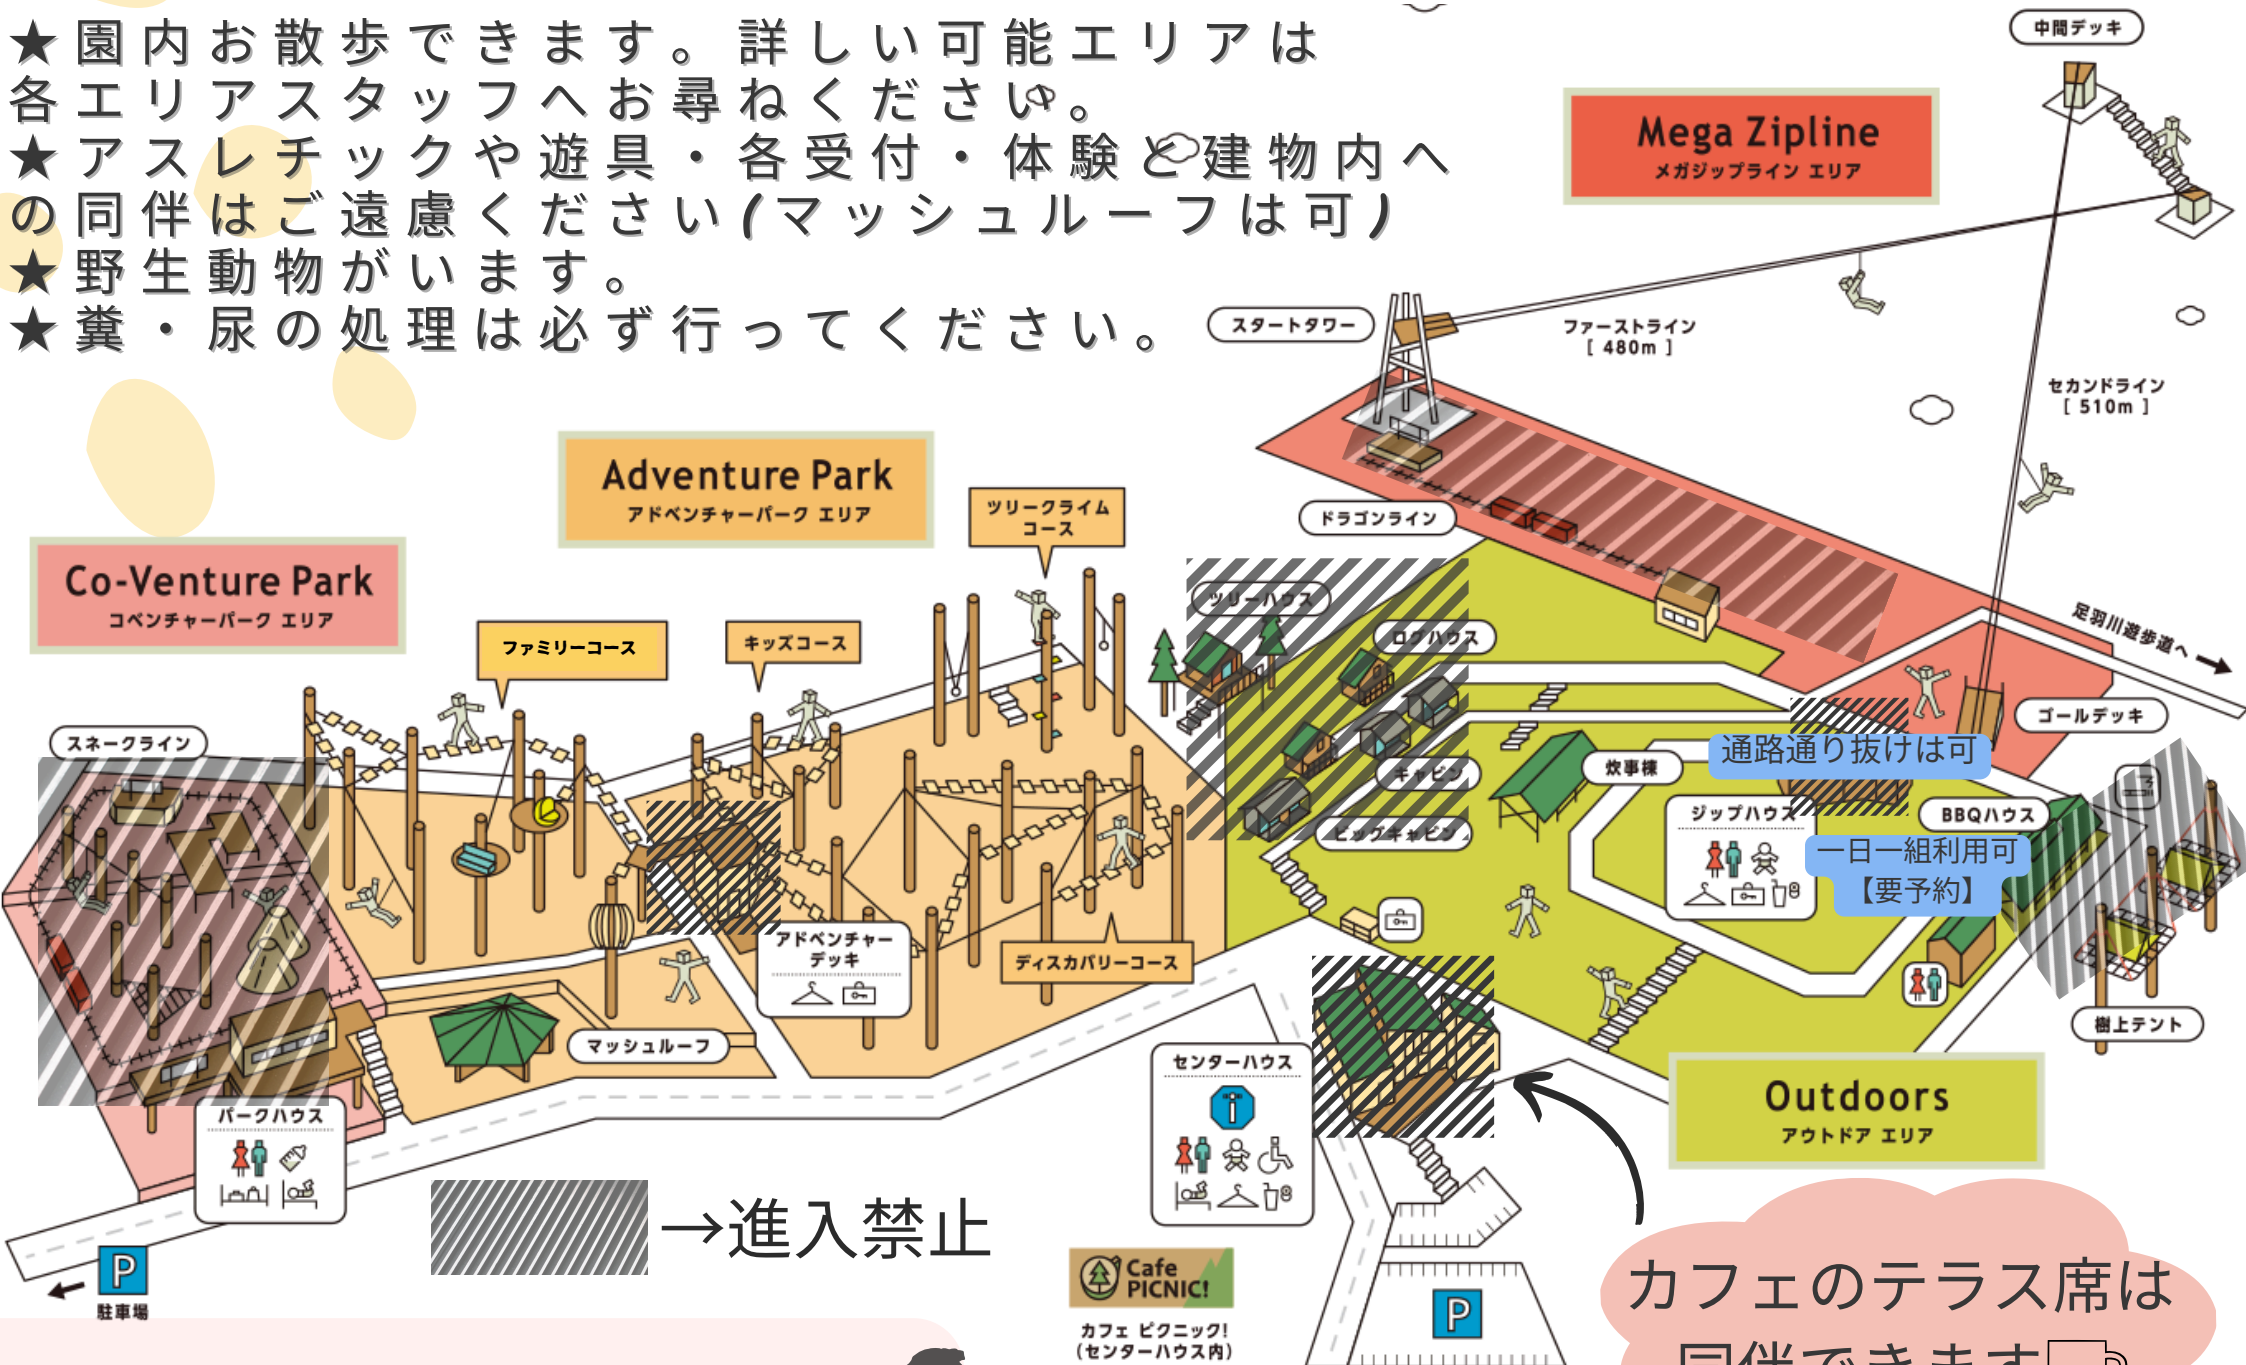 ★園内お散歩できます。詳しい可能エリアは
各エリアスタッフへお尋ねください。
★アスレチックや遊具・各受付・体験と建物内へ
の同伴はご遠慮ください(マッシュルーフは可)
★野生動物がいます。
★糞・尿の処理は必ず行ってください。
中間デッキ
Mega Zipline
メガジップライン エリア
スタートタワー
ファーストライン
[ 480m ]
セカンドライン
[ 510m ]
ドラゴンライン
足羽川遊歩道へ
Adventure Park
アドベンチャーパーク エリア
ツリークライム
コース
Co-Venture Park
コベンチャーパーク エリア
ファミリーコース
キッズコース
スネークライン
ツリーハウス
ログハウス
キャビン
ビッグキャビン
炊事棟
通路通り抜けは可
ゴールデッキ
ジップハウス
BBQハウス
一日一組利用可
【要予約】
アドベンチャー
デッキ
ディスカバリーコース
マッシュルーフ
樹上テント
センターハウス
i
パークハウス
Outdoors
アウトドア エリア
→進入禁止
P
駐車場
Cafe
PICNIC!
カフェ ピクニック!
(センターハウス内)
P
カフェのテラス席は
同伴できます